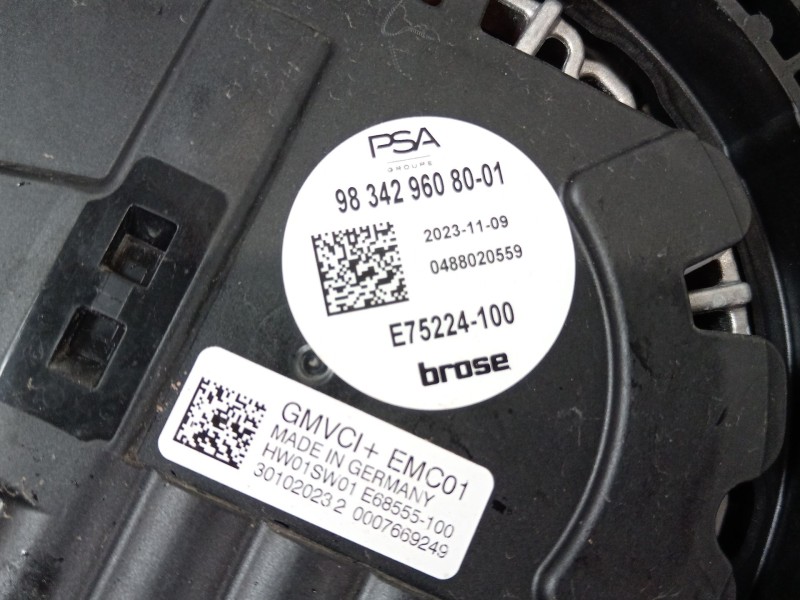 PSA
GROUPE
98 342 960 80-01
2023-11-09
0488020559
E75224-100
brose
GMVCI+ EMC01
MADE IN GERMANY
HW01SW01 E68555-100
30102023 2 0007669249